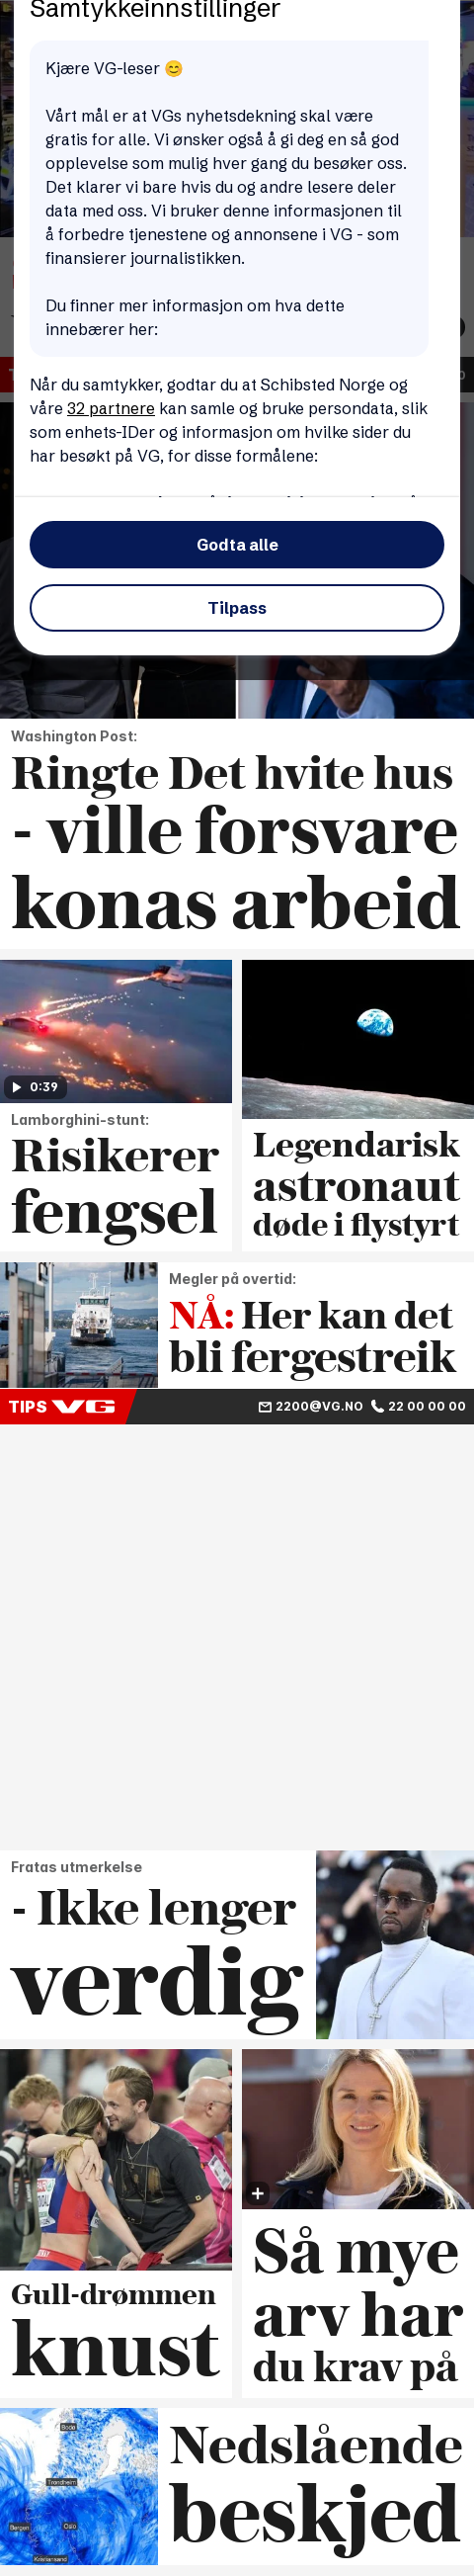 Samtykkeinnstillinger
Kjære VG-leser 😊
Vårt mål er at VGs nyhetsdekning skal være
gratis for alle. Vi ønsker også å gi deg en så god
opplevelse som mulig hver gang du besøker oss.
Det klarer vi bare hvis du og andre lesere deler
data med oss. Vi bruker denne informasjonen til
å forbedre tjenestene og annonsene i VG - som
finansierer journalistikken.
Du finner mer informasjon om hva dette
innebærer her:
Når du samtykker, godtar du at Schibsted Norge og
våre 32 partnere kan samle og bruke persondata, slik
som enhets-IDer og informasjon om hvilke sider du
har besøkt på VG, for disse formålene:
Godta alle
Tilpass
Washington Post:
Ringte Det hvite hus
- ville forsvare
konas arbeid
0:39
Lamborghini-stunt:
Risikerer
fengsel
Legendarisk
astronaut
døde i flystyrt
Megler på overtid:
NÅ: Her kan det
bli fergestreik
TIPS VG 2200@VG.NO 22 00 00 00
Fratas utmerkelse
- Ikke lenger
verdig
Gull-drømmen
knust
Så mye
arv har
du krav på
Bodø
Trondheim
Bergen
Oslo
Kristiansand
Nedslående
beskjed